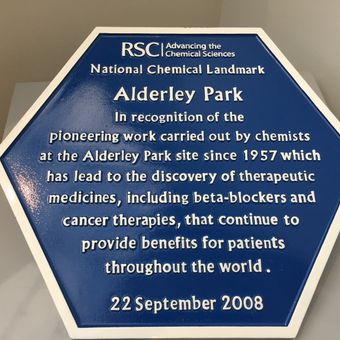 RSC | Advancing the
Chemical Sciences
National Chemical Landmark
Alderley Park
In recognition of the
pioneering work carried out by chemists
at the Alderley Park site since 1957 which
has lead to the discovery of therapeutic
medicines, including beta-blockers and
cancer therapies, that continue to
provide benefits for patients
throughout the world.
22 September 2008